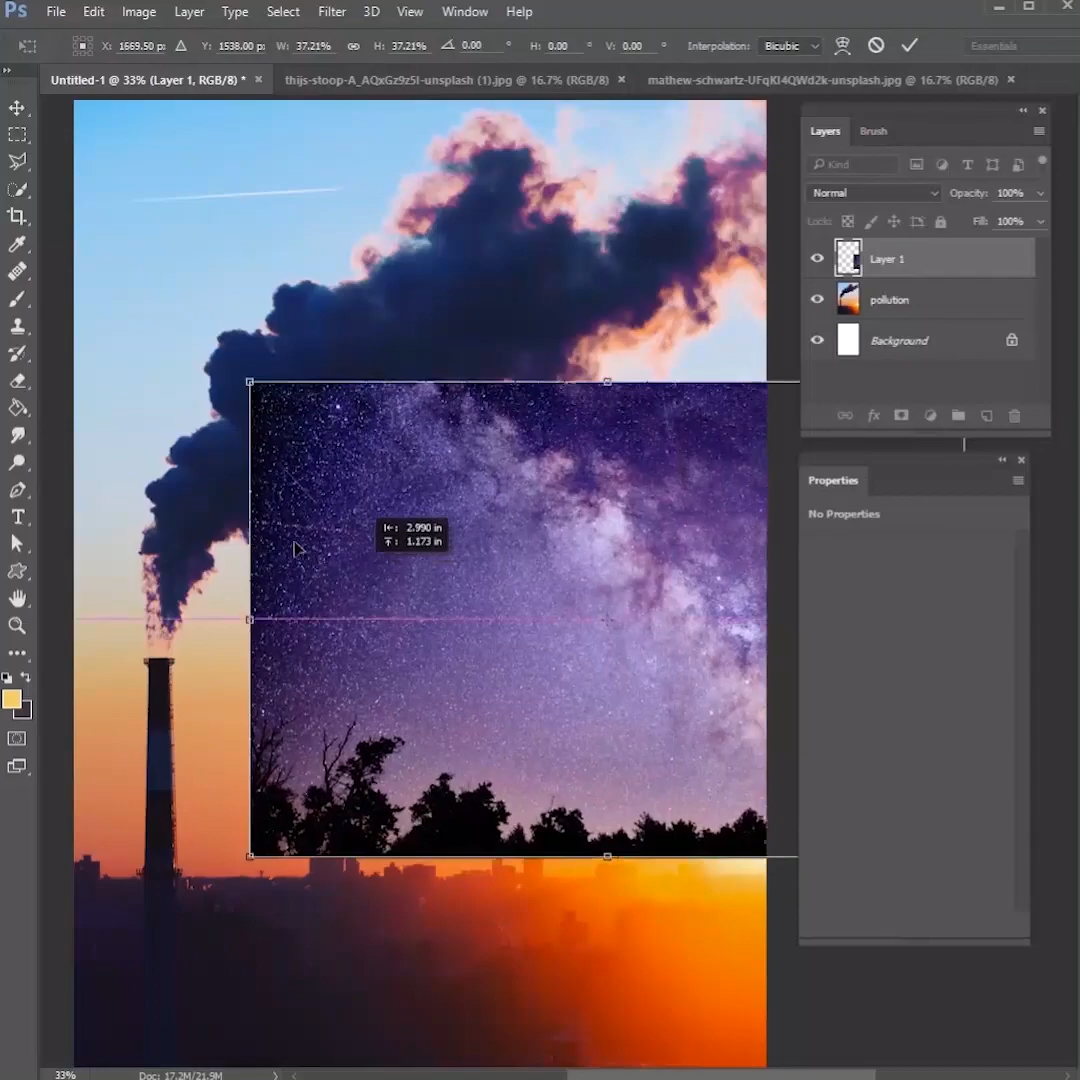 Ps File Edit Image Layer Type Select Filter 3D View Window Help
X: 1669.50 p: Y: 1538.00 p: W: 37.21% H: 37.21% 0.00 ° H: 0.00 ° V: 0.00 ° Interpolation: Bicubic Essentials
Untitled-1 @ 33% (Layer 1, RGB/8) * × thijs-stoop-A_AQxGz9z5I-unsplash (1).jpg @ 16.7% (RGB/8) × mathew-schwartz-UFqKI4QWd2k-unsplash.jpg @ 16.7% (RGB/8) ×
Layers Brush
Kind
Normal Opacity: 100%
Lock: Fill: 100%
Layer 1
pollution
Background
fx
Properties
No Properties
2.990 in
1.173 in
33% Doc: 17.2M/21.9M